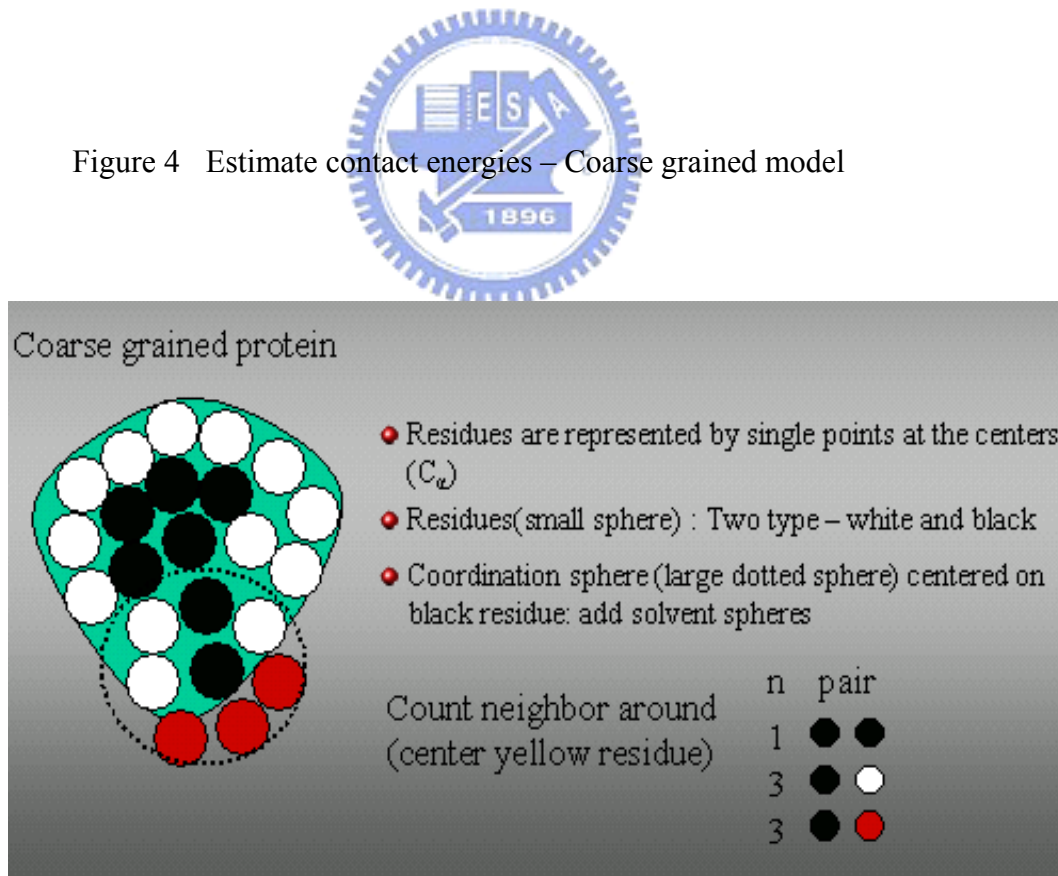 ESA
Figure 4 Estimate contact energies – Coarse grained model
1896
Coarse grained protein
Residues are represented by single points at the centers
(Cα)
Residues(small sphere) : Two type – white and black
Coordination sphere (large dotted sphere) centered on
black residue: add solvent spheres
n pair
Count neighbor around
1
(center yellow residue)
3
3